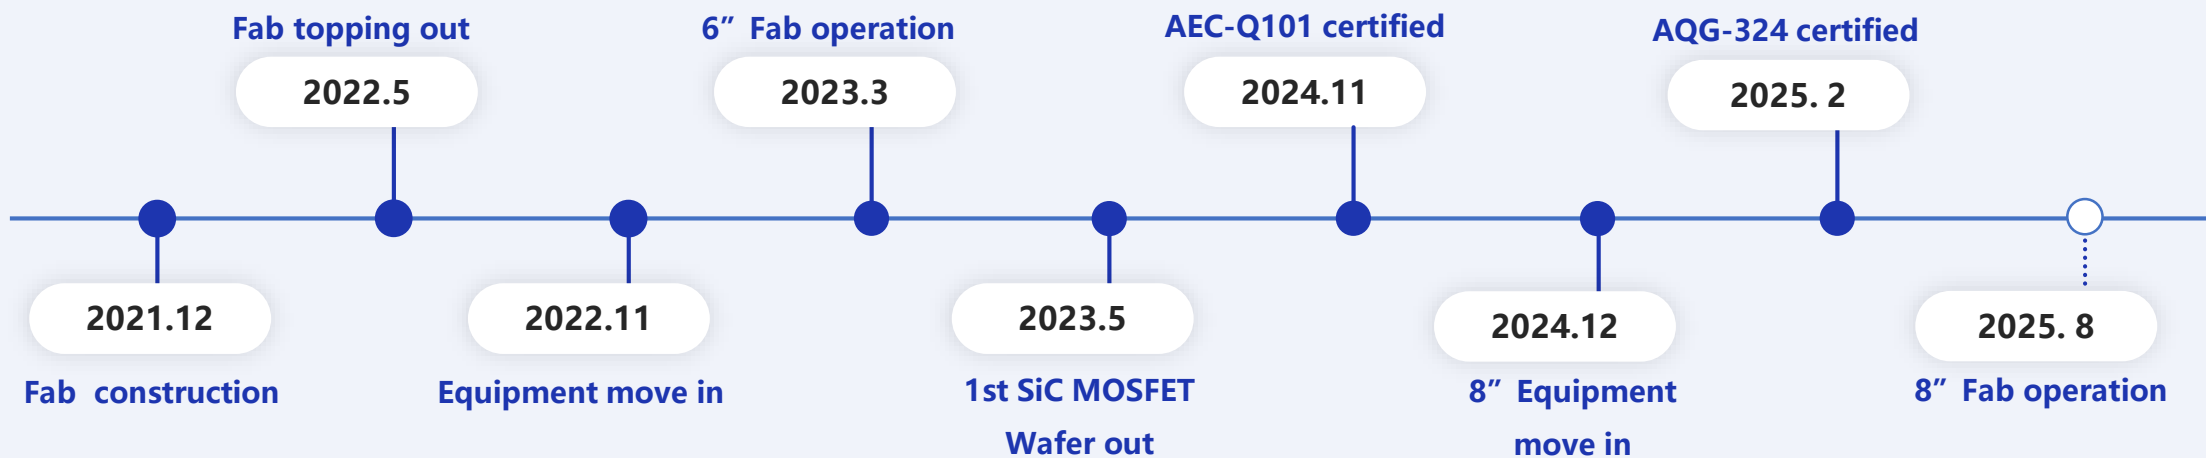 Fab topping out
2022.5
6” Fab operation
2023.3
AEC-Q101 certified
2024.11
AQG-324 certified
2025. 2
2021.12
Fab construction
2022.11
Equipment move in
2023.5
1st SiC MOSFET
Wafer out
2024.12
8” Equipment
move in
2025. 8
8” Fab operation